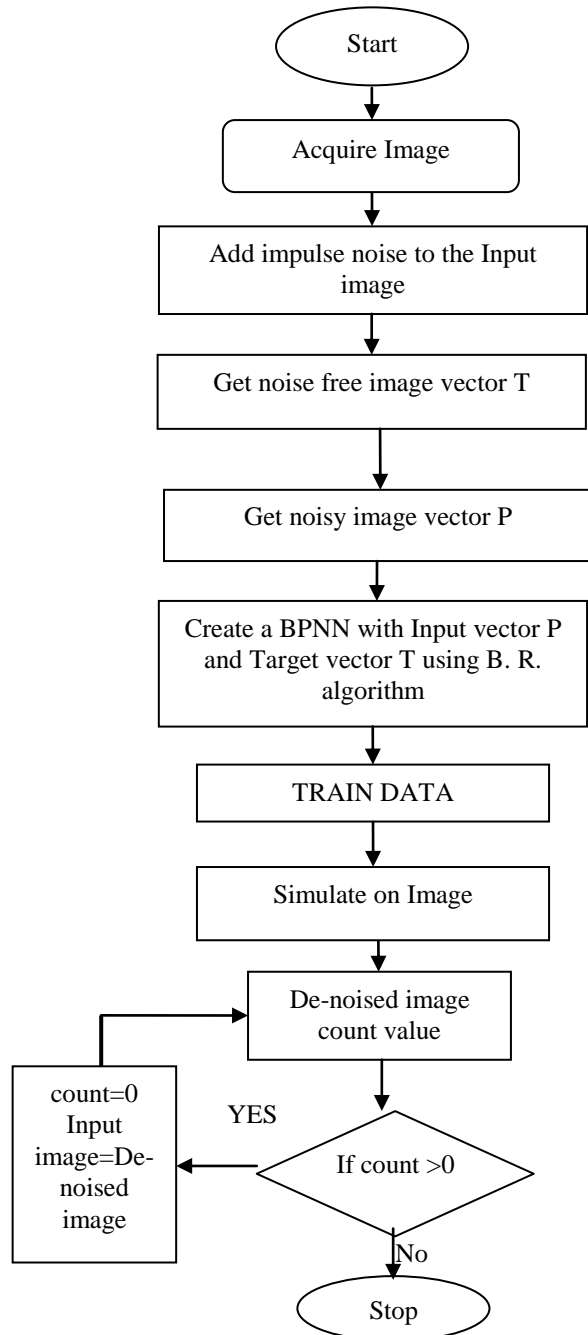 Start
Acquire Image
Add impulse noise to the Input
image
Get noise free image vector T
Get noisy image vector P
Create a BPNN with Input vector P
and Target vector T using B. R.
algorithm
TRAIN DATA
Simulate on Image
De-noised image
count value
count=0
Input
image=De-
noised
image
YES
If count >0
No
Stop